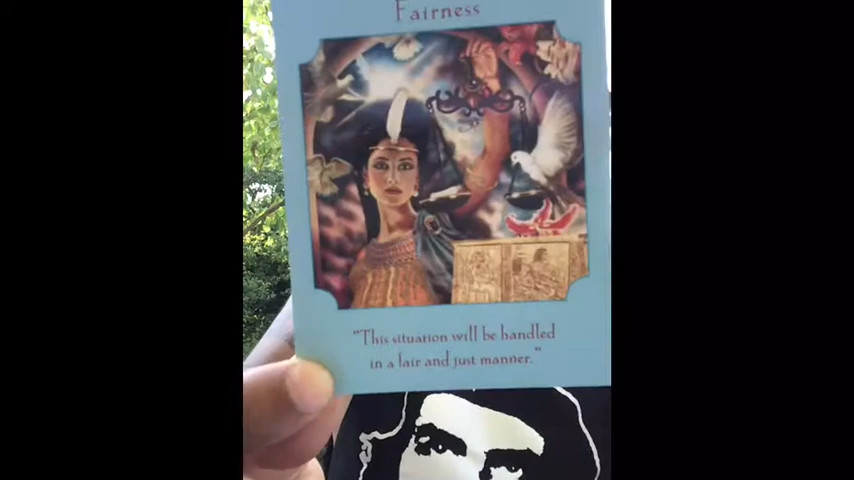 Fairness
"This situation will be handled
in a fair and just manner."